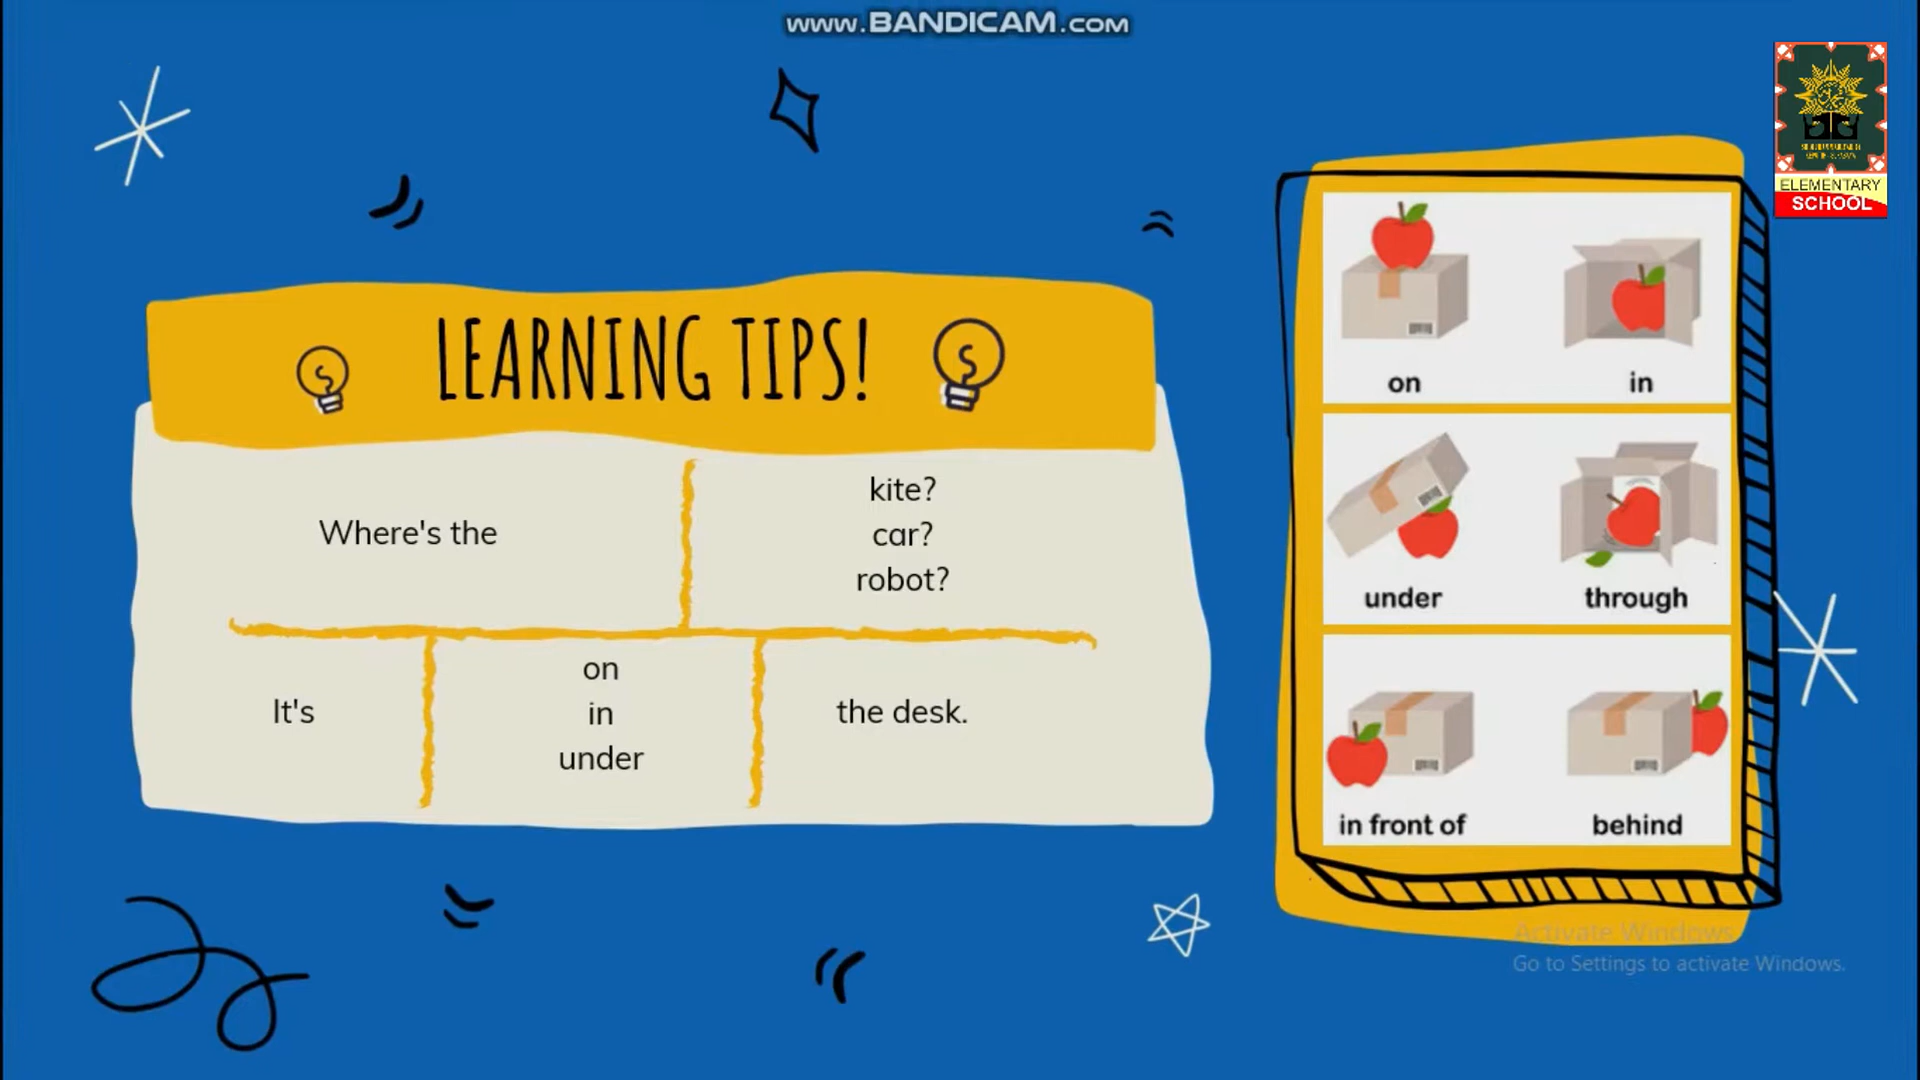 www.BANDICAM.com
ELEMENTARY
SCHOOL
LEARNING TIPS!
Where's the
kite?
car?
robot?
It's
on
in
under
the desk.
on
in
under
through
in front of
behind
Activate Windows
Go to Settings to activate Windows.